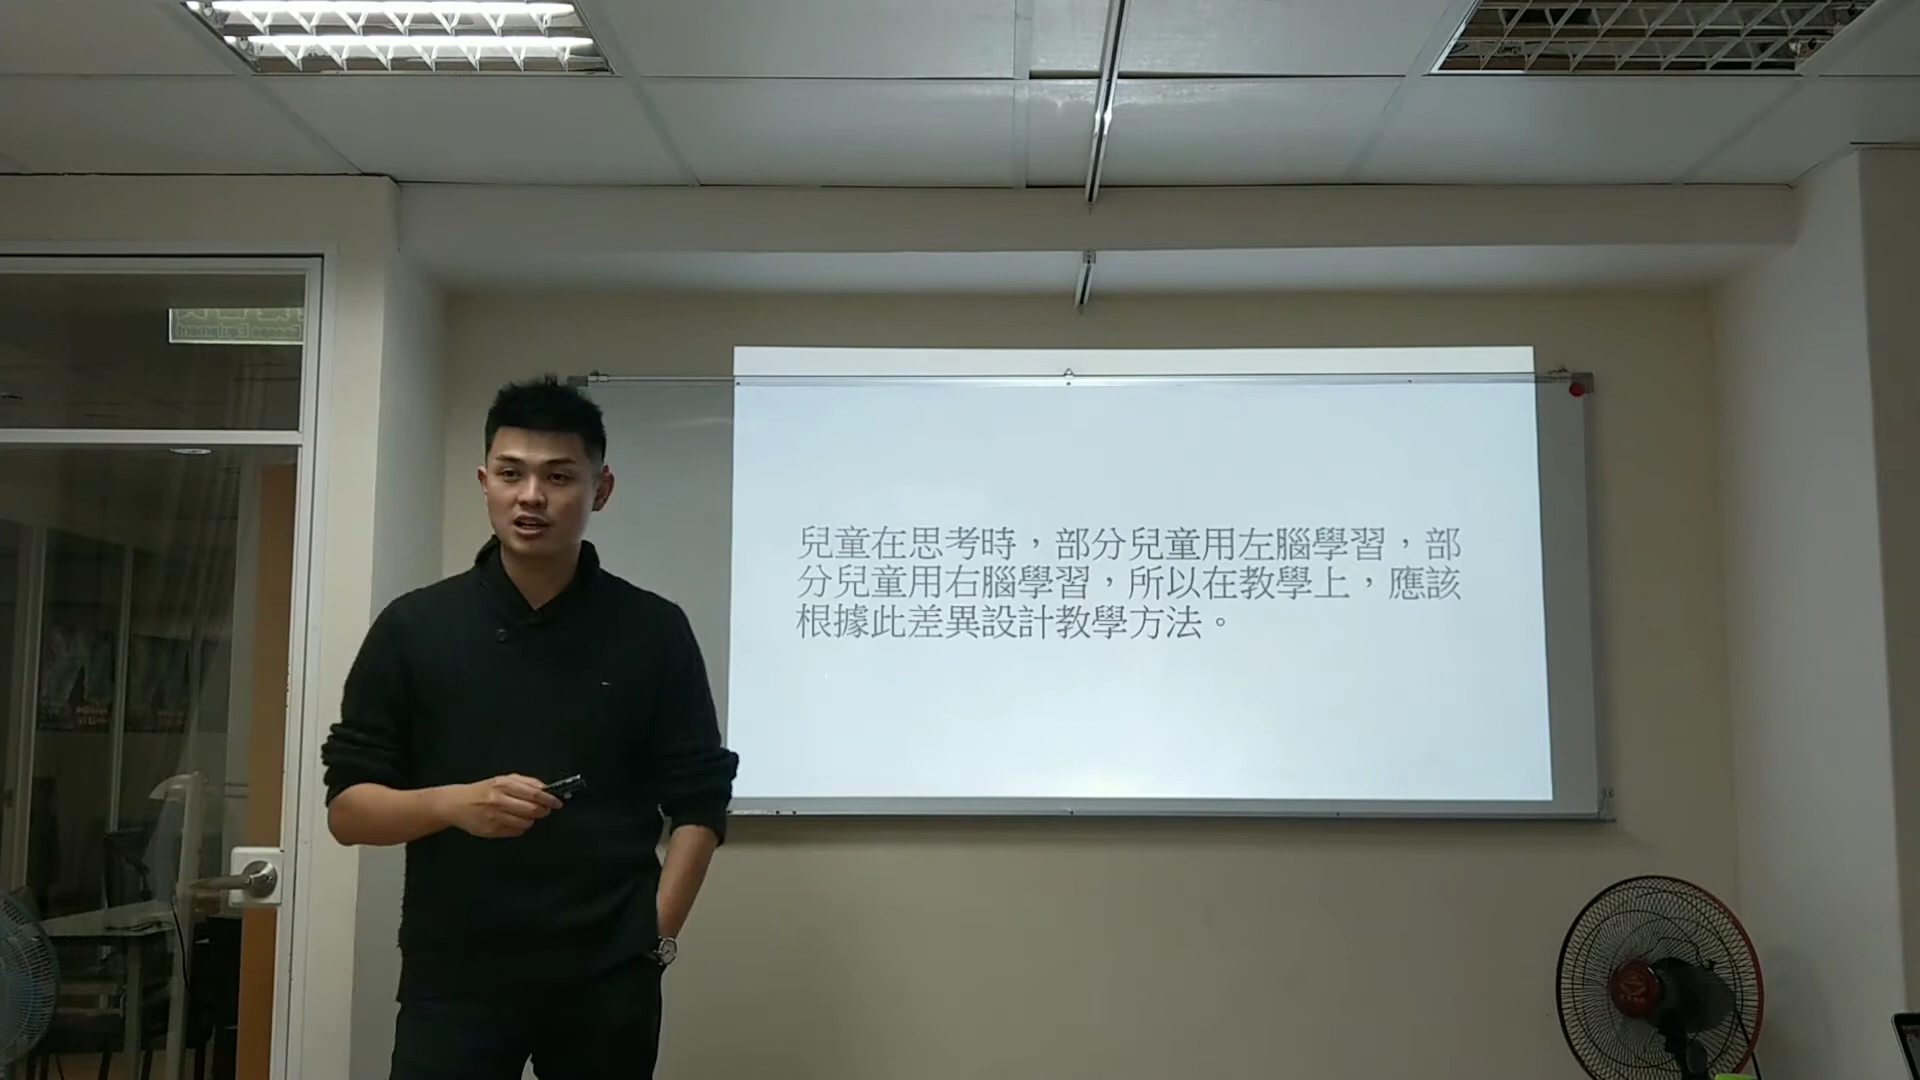 兒童在思考時，部分兒童用左腦學習，部
分兒童用右腦學習，所以在教學上，應該
根據此差異設計教學方法。